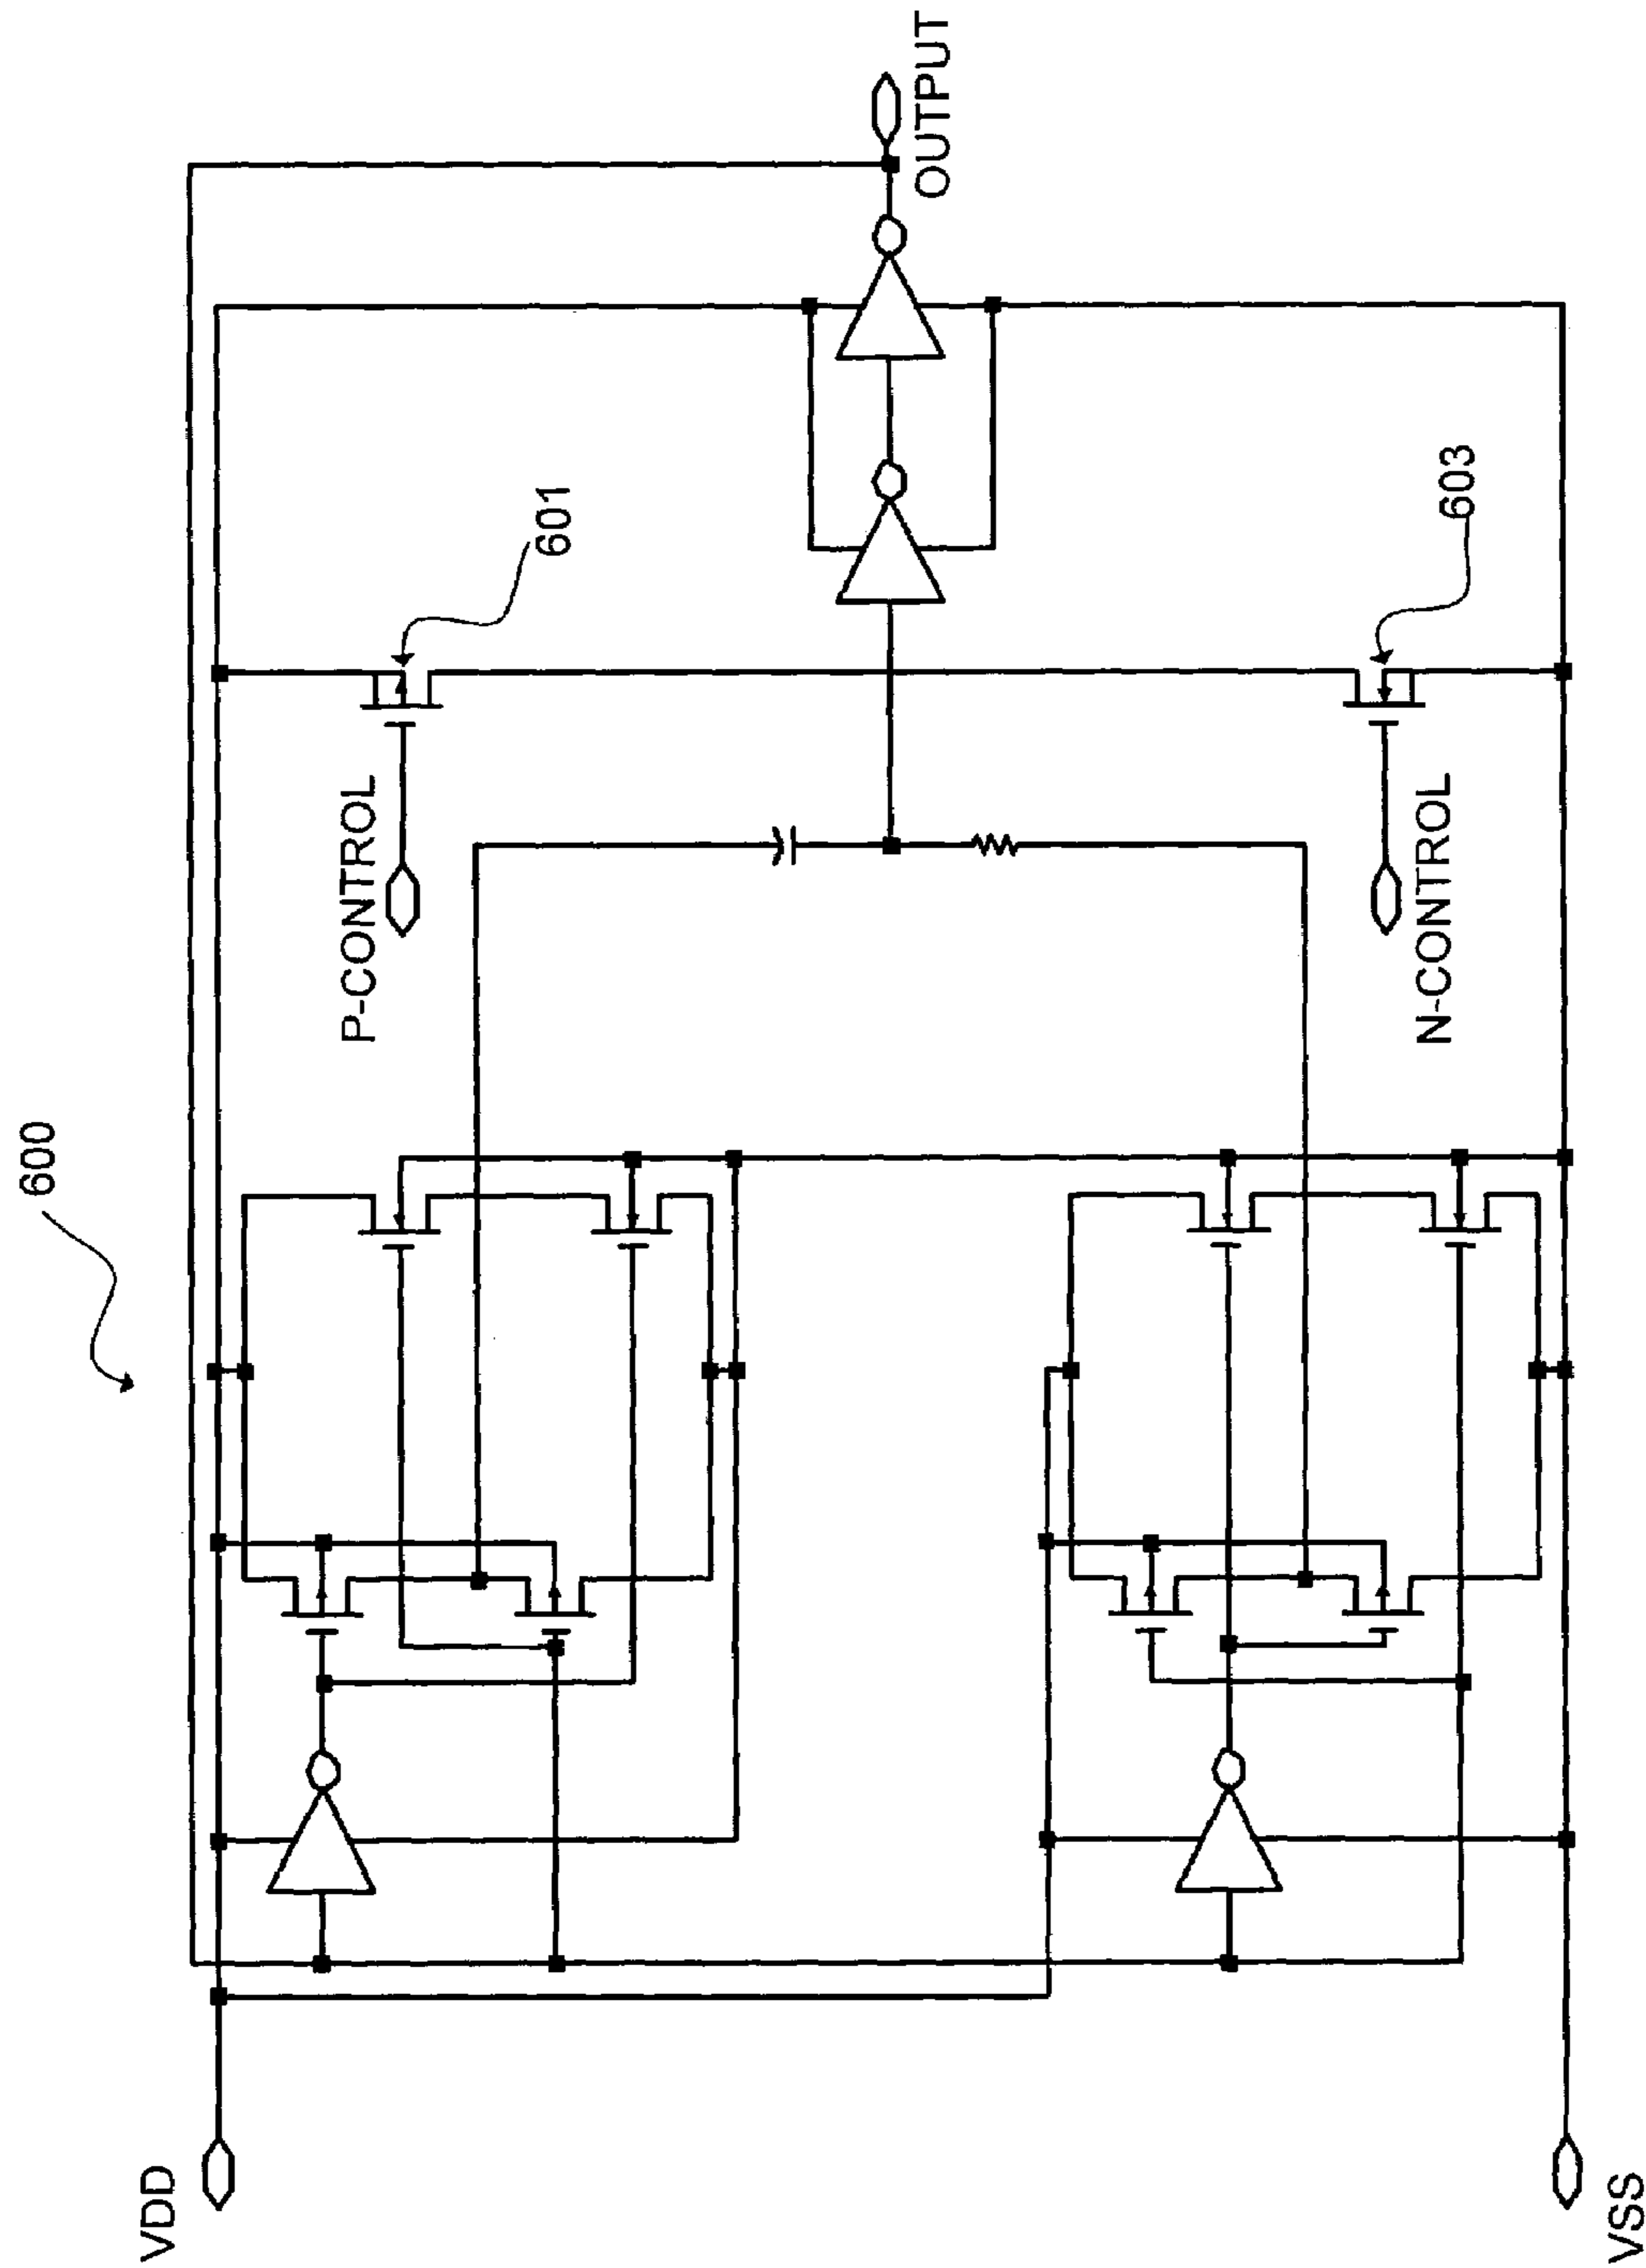 600
VDD
VSS
P-CONTROL
N-CONTROL
601
603
OUTPUT